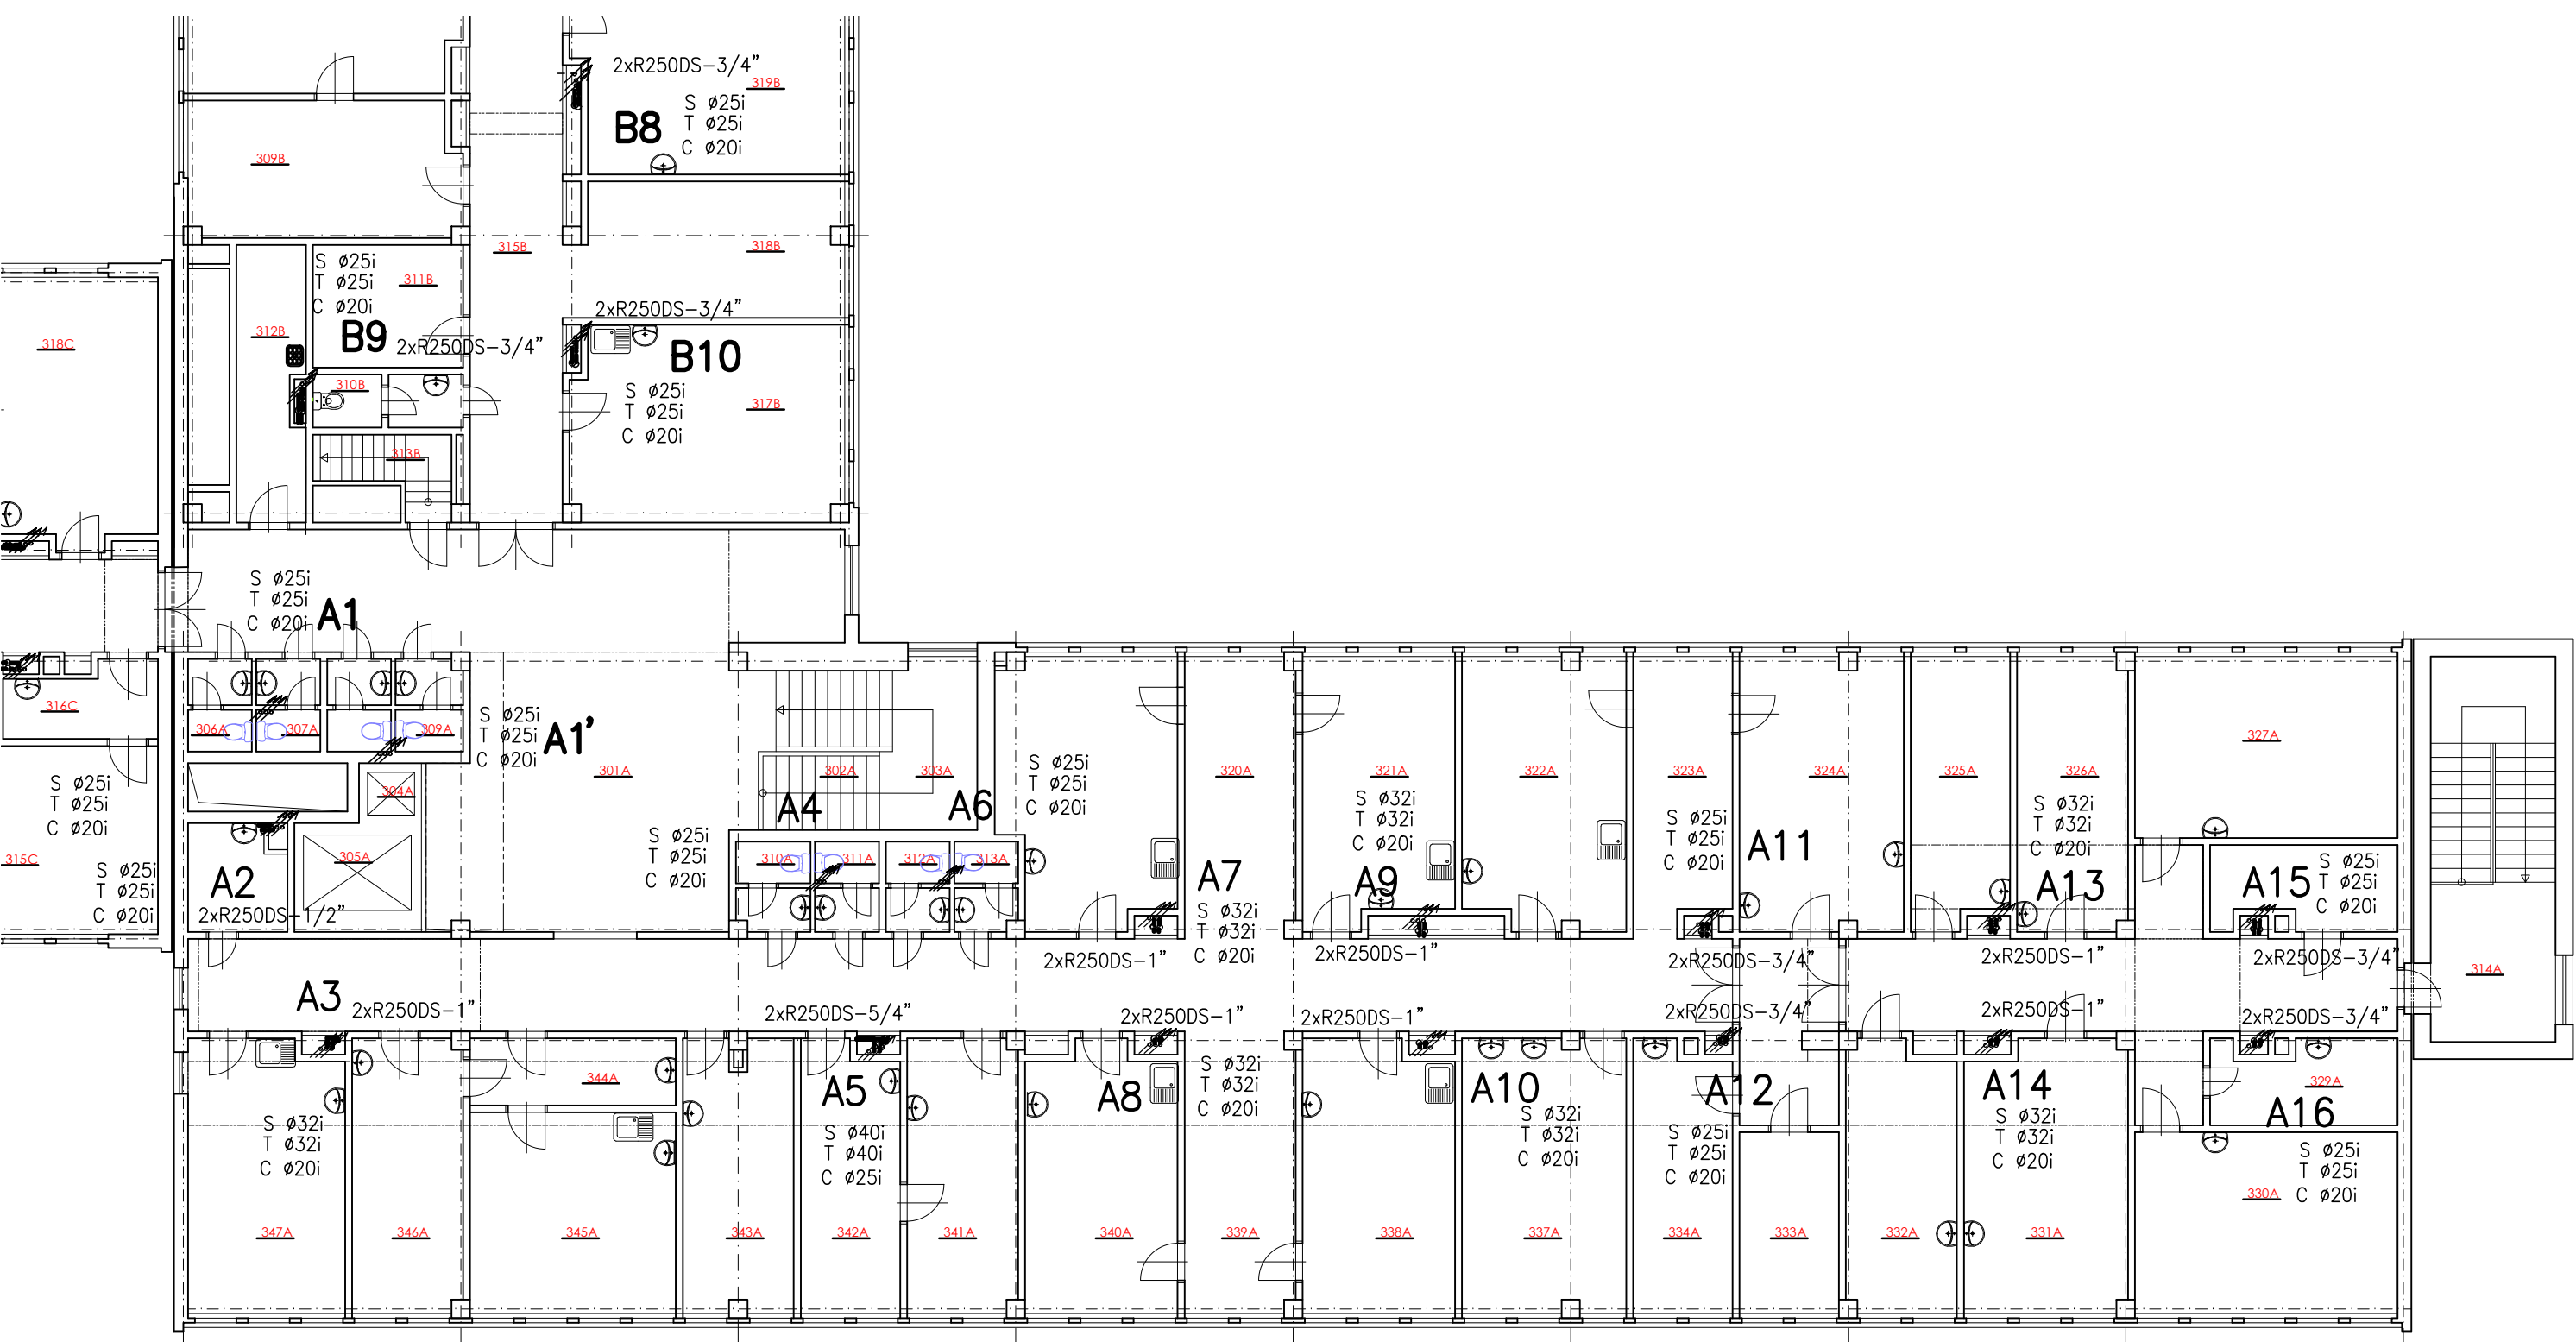 2xR250DS-3/4”
319B
S ø25i
T ø25i
C ø20i
B8
309B
315B
318B
S ø25i
T ø25i
C ø20i
311B
B9
2xR250DS-3/4”
312B
310B
313B
2xR250DS-3/4”
B10
S ø25i
T ø25i
C ø20i
317B
318C
S ø25i
T ø25i
C ø20i
A1
316C
306A
307A
309A
S ø25i
T ø25i
C ø20i
A1’
301A
302A
303A
304A
305A
S ø25i
T ø25i
C ø20i
315C
S ø25i
T ø25i
C ø20i
A2
2xR250DS-1/2”
S ø25i
T ø25i
C ø20i
A4
A6
310A
311A
312A
313A
S ø25i
T ø25i
C ø20i
320A
321A
322A
323A
324A
325A
326A
327A
A7
S ø32i
T ø32i
C ø20i
S ø32i
T ø32i
C ø20i
A9
S ø25i
T ø25i
C ø20i
A11
S ø32i
T ø32i
C ø20i
A13
A15
S ø25i
T ø25i
C ø20i
314A
2xR250DS-1”
2xR250DS-1”
2xR250DS-3/4”
2xR250DS-1”
2xR250DS-3/4”
A3
2xR250DS-1”
2xR250DS-5/4”
2xR250DS-1”
2xR250DS-1”
2xR250DS-3/4”
2xR250DS-1”
2xR250DS-3/4”
S ø32i
T ø32i
C ø20i
344A
A5
S ø40i
T ø40i
C ø25i
A8
S ø32i
T ø32i
C ø20i
A10
S ø32i
T ø32i
C ø20i
A12
S ø25i
T ø25i
C ø20i
A14
S ø32i
T ø32i
C ø20i
329A
A16
S ø25i
T ø25i
C ø20i
330A
347A
346A
345A
343A
342A
341A
340A
339A
338A
337A
334A
333A
332A
331A